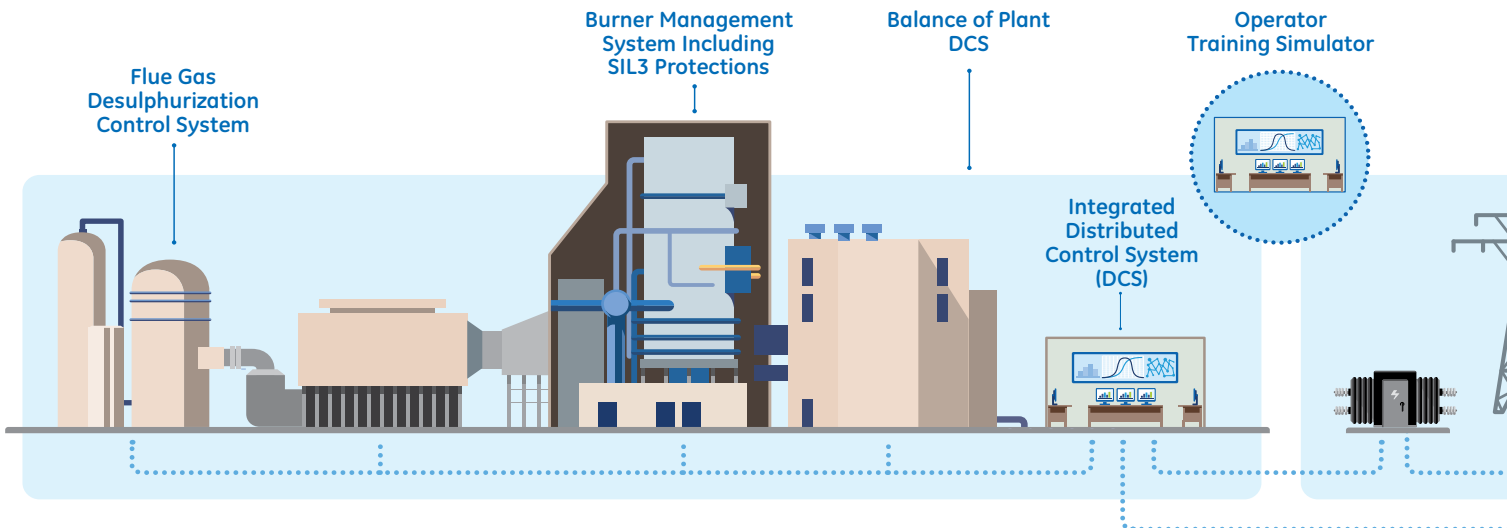 Flue Gas
Desulphurization
Control System
Burner Management
System Including
SIL3 Protections
Balance of Plant
DCS
Operator
Training Simulator
Integrated
Distributed
Control System
(DCS)